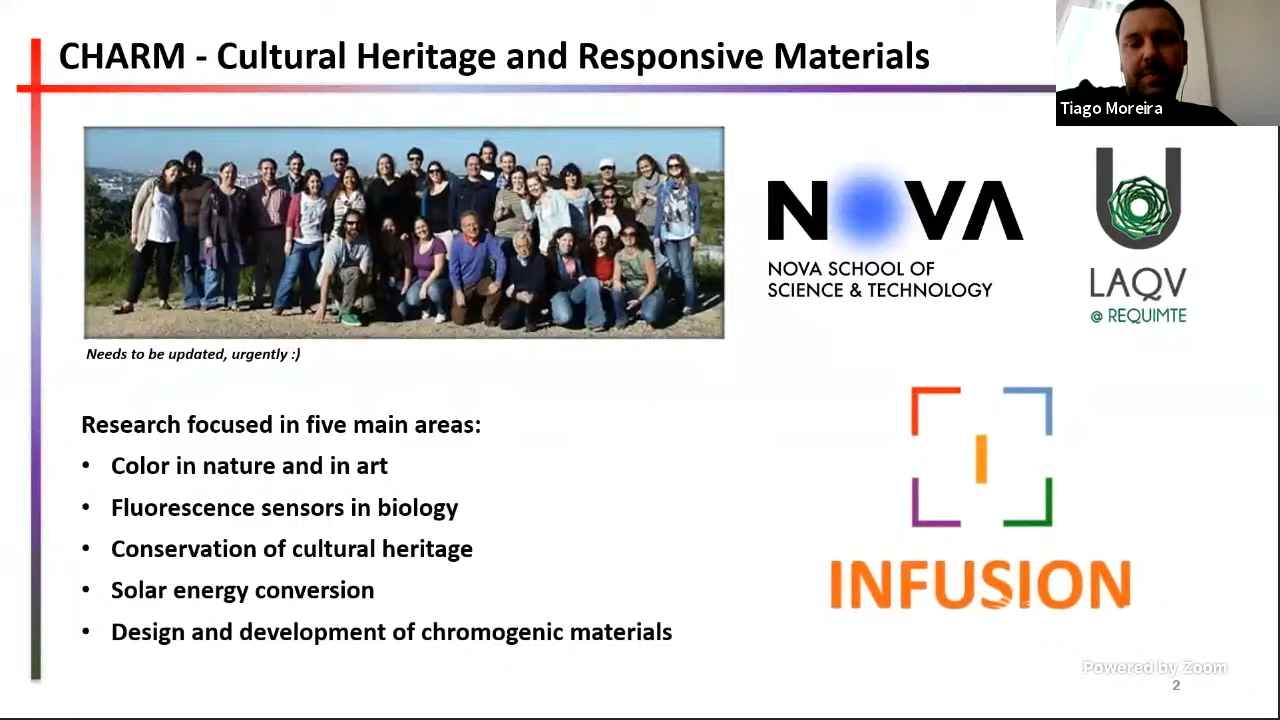 CHARM - Cultural Heritage and Responsive Materials
Tiago Moreira
NOVA
NOVA SCHOOL OF
SCIENCE & TECHNOLOGY
LAQV
@ REQUIMTE
Needs to be updated, urgently :)
Research focused in five main areas:
• Color in nature and in art
• Fluorescence sensors in biology
• Conservation of cultural heritage
• Solar energy conversion
• Design and development of chromogenic materials
I
INFUSION
Powered by Zoom
2